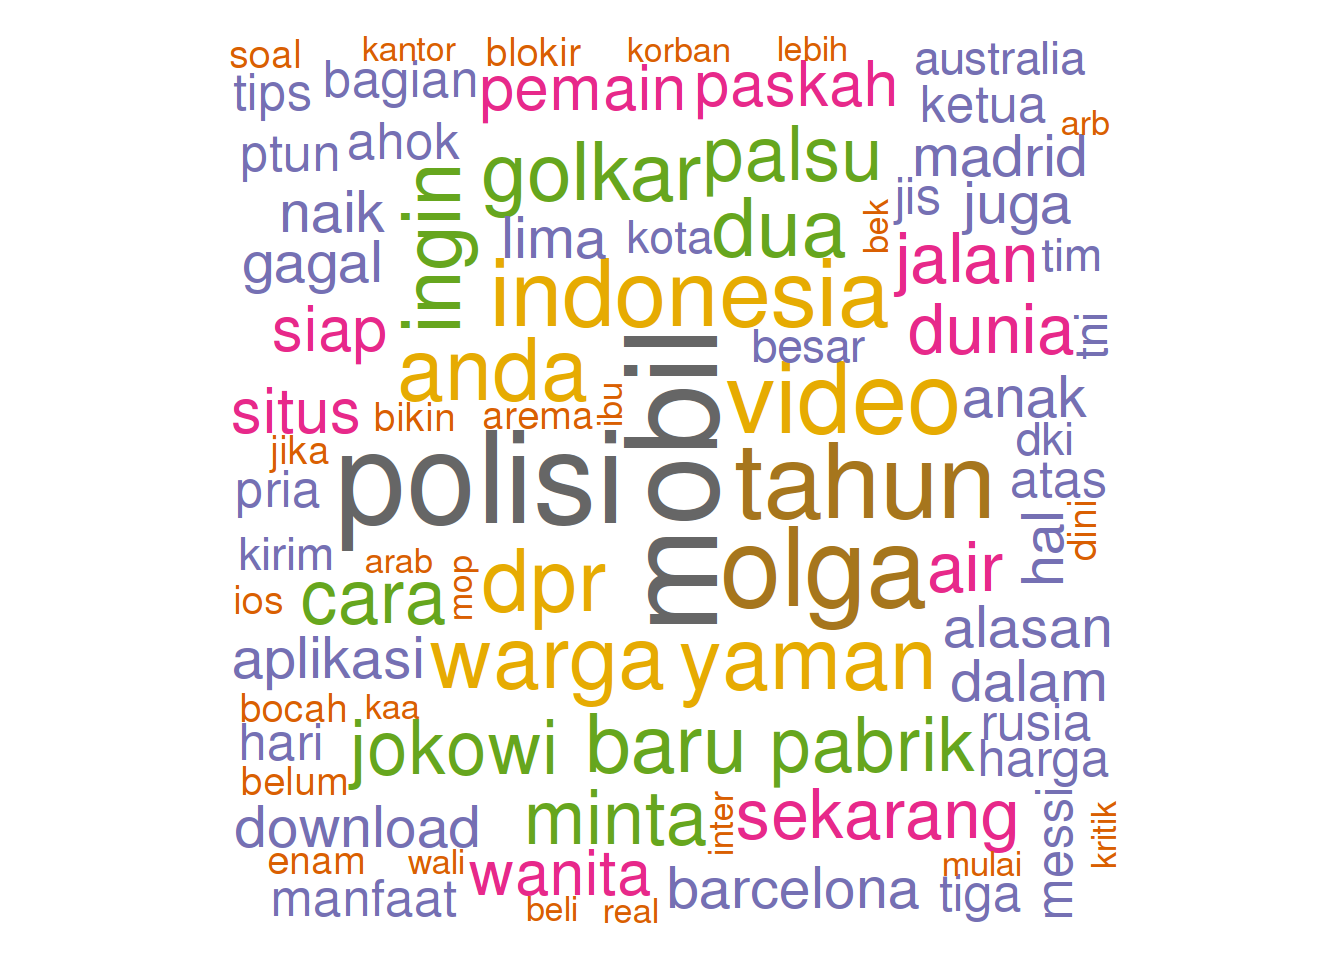 soal kantor blokir korban lebih australia
tips bagian pemain paskah ketua arb
ptun ahok golkar palsu madrid
naik ingin lima kota dua bek jis juga
gagal indonesia jalan tim
siap anda besar dunia tni
situs bikin arema ibu mobil video anak
jika polisi tahun dki
pria atas
kirim arab mop dpr olga air hal dini
ios cara
aplikasi warga yaman alasan
dalam
bocah kaa rusia
hari jokowi baru pabrik harga
belum
download minta inter sekarang messi kritik
enam wali wanita mulai
manfaat beli real barcelona tiga